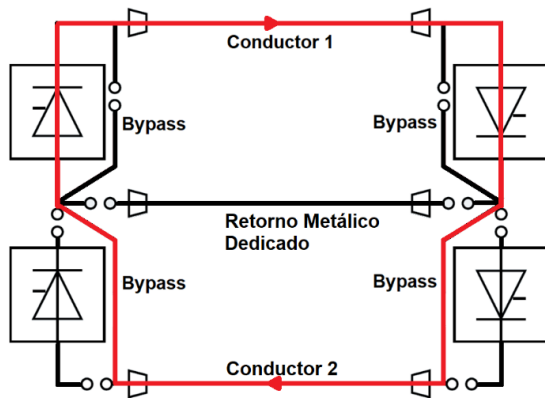 Conductor 1
Bypass
Bypass
Retorno Metálico
Dedicado
Bypass
Bypass
Conductor 2